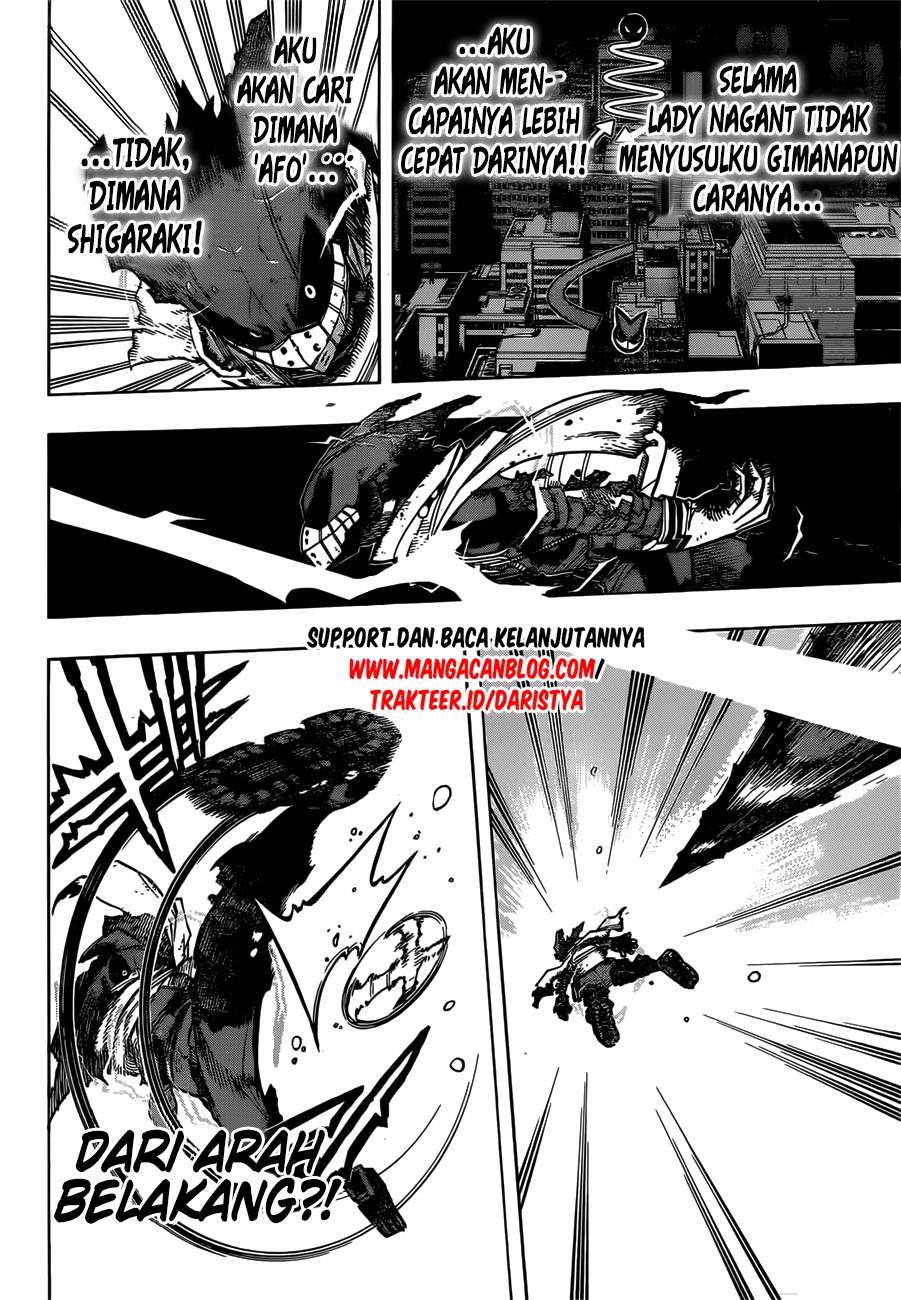 SELAMA
LADY NAGANT TIDAK
MENYUSULKU GIMANAPUN
CARANYA...
...AKU
AKAN MEN-
CAPAINYA LEBIH
CEPAT DARINYA!!
AKU
AKAN CARI
DIMANA
'AFO' ...
...TIDAK,
DIMANA
SHIGARAKI!
SUPPORT DAN BACA KELANJUTANNYA
WWW.MANGACANBLOG.COM/
TRAKTEER.ID/DARISTYA
DARI ARAH
BELAKANG?!